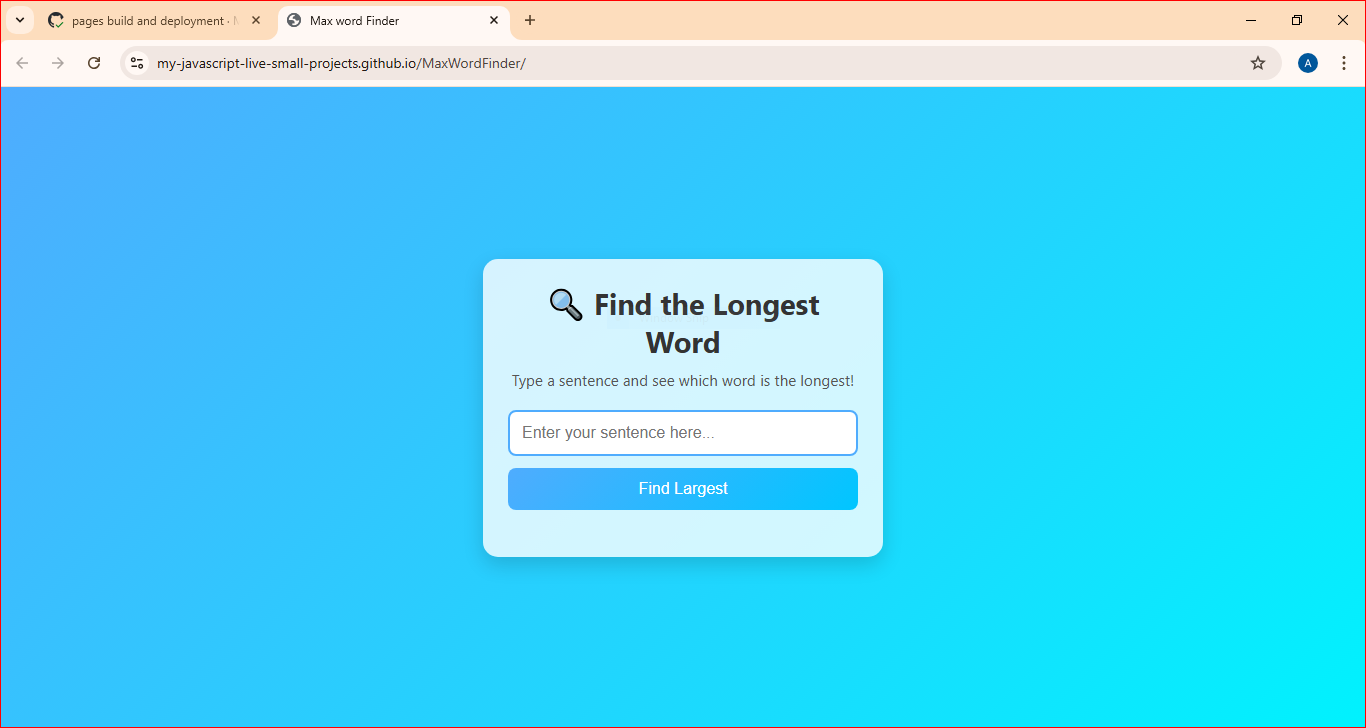 pages build and deployment ·
Max word Finder
my-javascript-live-small-projects.github.io/MaxWordFinder/
A
🔍 Find the Longest
Word
Type a sentence and see which word is the longest!
Enter your sentence here...
Find Largest